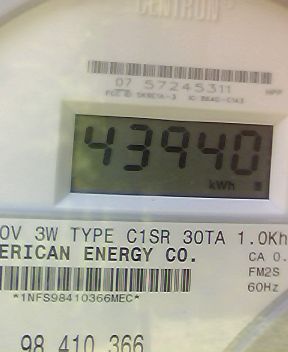 CENTRON
07 57245311
43940
kWh
0V 3W TYPE C1SR 30TA 1.0Kh
ERICAN ENERGY CO. CA 0.
FM2S
*1NFS98410366MEC* 60Hz
98 410 366